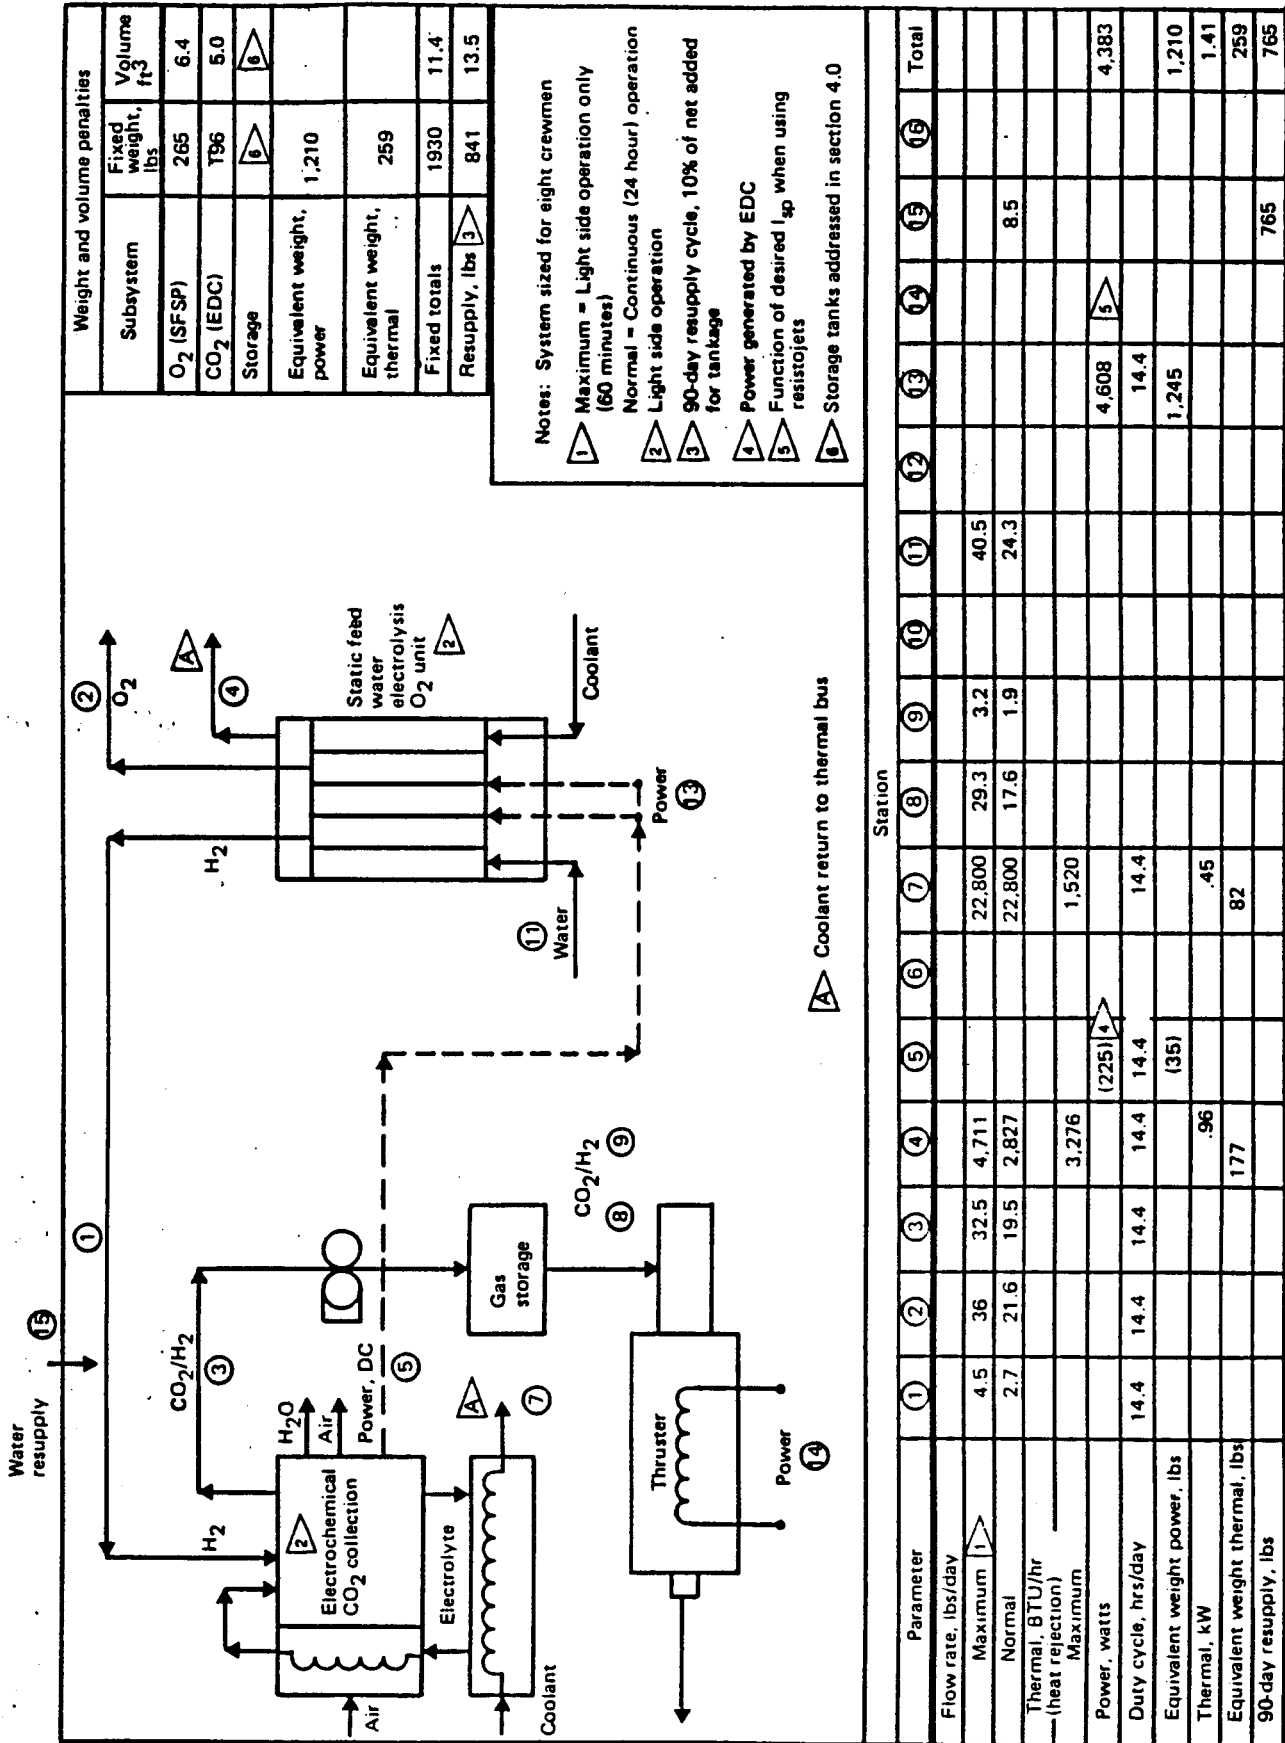 Water
resupply
⑮
①
②
O₂
H₂
CO₂/H₂
③
A
④
H₂
H₂O
Air
Power, DC
⑤
2
Electrochemical
CO₂ collection
Air
Electrolyte
A
⑦
Coolant
Gas
storage
CO₂/H₂
⑧
⑨
Thruster
Power
⑭
Static feed
water
electrolysis
O₂ unit
2
Coolant
⑪
Water
Power
⑬
A Coolant return to thermal bus
Weight and volume penalties
Subsystem Fixed weight, lbs Volume ft³
O₂ (SFSP) 265 6.4
CO₂ (EDC) 196 5.0
Storage 6 6
Equivalent weight, power 1,210
Equivalent weight, thermal 259
Fixed totals 1930 11.4
Resupply, lbs 3 841 13.5
Notes: System sized for eight crewmen
1 Maximum = Light side operation only
(60 minutes)
Normal = Continuous (24 hour) operation
2 Light side operation
3 90-day resupply cycle, 10% of net added
for tankage
4 Power generated by EDC
5 Function of desired Isp when using
resistojets
6 Storage tanks addressed in section 4.0
Station
Parameter ① ② ③ ④ ⑤ ⑥ ⑦ ⑧ ⑨ ⑩ ⑪ ⑫ ⑬ ⑭ ⑮ ⑯ Total
Flow rate, lbs/day
Maximum 1 4.5 36 32.5 4,711 22,800 29.3 3.2 40.5
Normal 2.7 21.6 19.5 2,827 22,800 17.6 1.9 24.3 8.5
Thermal, BTU/hr
(heat rejection)
Maximum 3,276 1,520
Power, watts (225) 4 4,608 5 4,383
Duty cycle, hrs/day 14.4 14.4 14.4 14.4 14.4 14.4 14.4
Equivalent weight power, lbs (35) 1,245 1,210
Thermal, kW .96 .45 1.41
Equivalent weight thermal, lbs 177 82 259
90-day resupply, lbs 765 765